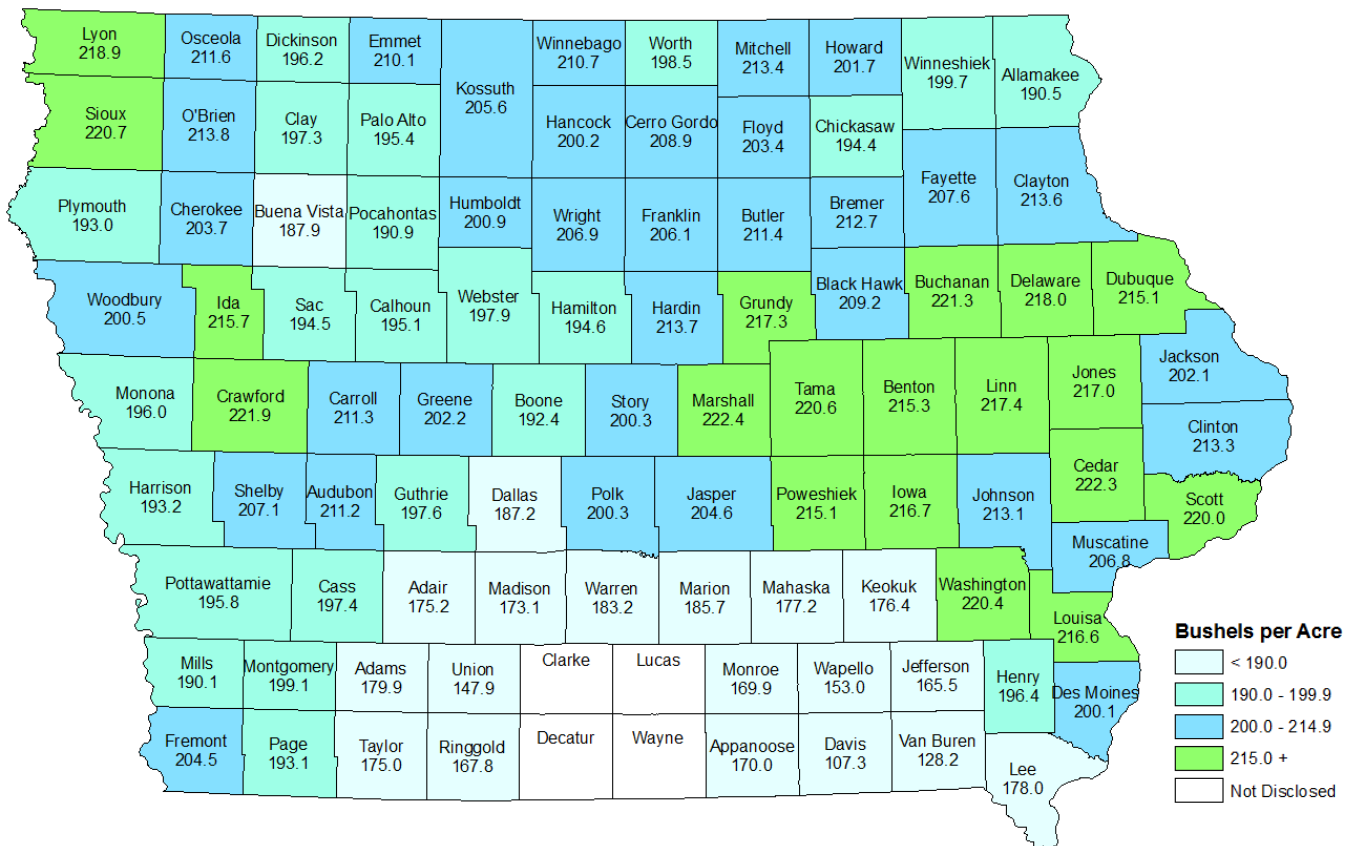 Lyon
218.9
Osceola
211.6
Dickinson
196.2
Emmet
210.1
Kossuth
205.6
Winnebago
210.7
Worth
198.5
Mitchell
213.4
Howard
201.7
Winneshiek
199.7
Allamakee
190.5
Sioux
220.7
O'Brien
213.8
Clay
197.3
Palo Alto
195.4
Hancock
200.2
Cerro Gordo
208.9
Floyd
203.4
Chickasaw
194.4
Fayette
207.6
Clayton
213.6
Plymouth
193.0
Cherokee
203.7
Buena Vista
187.9
Pocahontas
190.9
Humboldt
200.9
Wright
206.9
Franklin
206.1
Butler
211.4
Bremer
212.7
Woodbury
200.5
Ida
215.7
Sac
194.5
Calhoun
195.1
Webster
197.9
Hamilton
194.6
Hardin
213.7
Grundy
217.3
Black Hawk
209.2
Buchanan
221.3
Delaware
218.0
Dubuque
215.1
Monona
196.0
Crawford
221.9
Carroll
211.3
Greene
202.2
Boone
192.4
Story
200.3
Marshall
222.4
Tama
220.6
Benton
215.3
Linn
217.4
Jones
217.0
Jackson
202.1
Clinton
213.3
Harrison
193.2
Shelby
207.1
Audubon
211.2
Guthrie
197.6
Dallas
187.2
Polk
200.3
Jasper
204.6
Poweshiek
215.1
Iowa
216.7
Johnson
213.1
Cedar
222.3
Scott
220.0
Muscatine
206.8
Pottawattamie
195.8
Cass
197.4
Adair
175.2
Madison
173.1
Warren
183.2
Marion
185.7
Mahaska
177.2
Keokuk
176.4
Washington
220.4
Louisa
216.6
Mills
190.1
Montgomery
199.1
Adams
179.9
Union
147.9
Clarke
Lucas
Monroe
169.9
Wapello
153.0
Jefferson
165.5
Henry
196.4
Des Moines
200.1
Fremont
204.5
Page
193.1
Taylor
175.0
Ringgold
167.8
Decatur
Wayne
Appanoose
170.0
Davis
107.3
Van Buren
128.2
Lee
178.0
Bushels per Acre
< 190.0
190.0 - 199.9
200.0 - 214.9
215.0 +
Not Disclosed